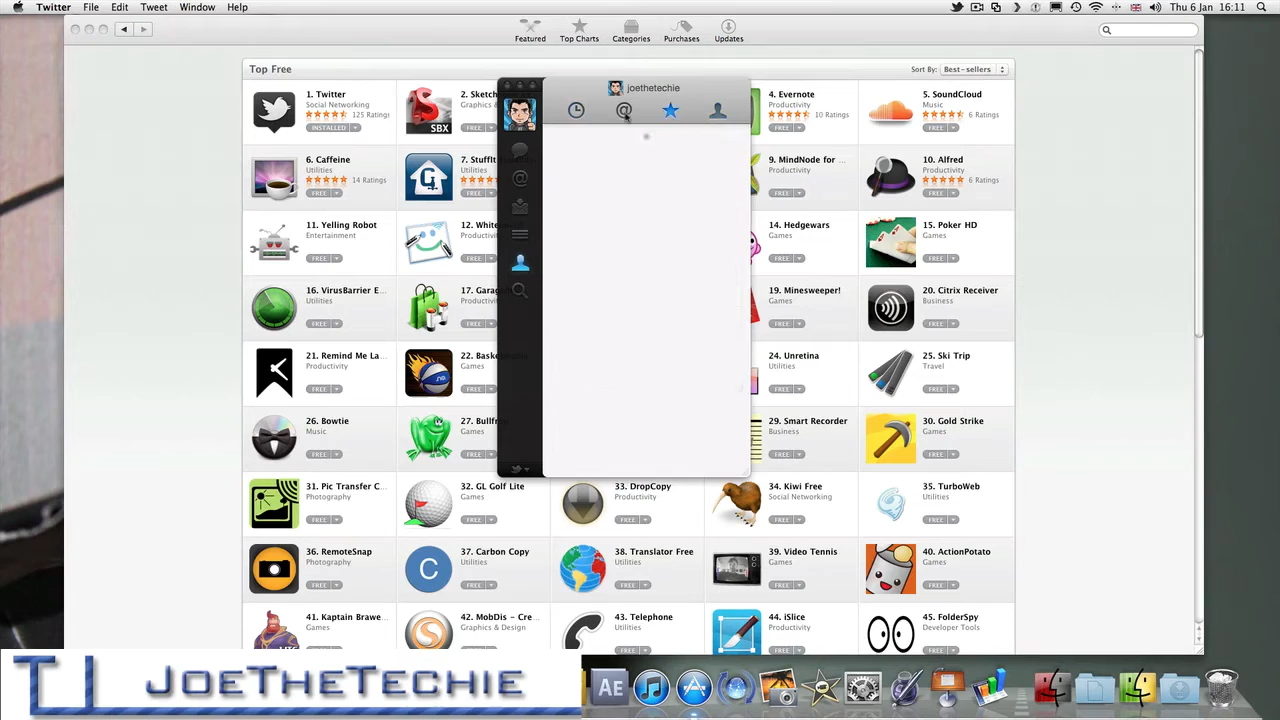 Twitter File Edit Tweet Window Help Thu 6 Jan 16:11
Featured Top Charts Categories Purchases Updates
Top Free Sort By: Best-sellers
1. Twitter
Social Networking
125 Ratings
INSTALLED
2. Sketch
Graphics &
SBX
FREE
joethetechie
4. Evernote
Productivity
10 Ratings
FREE
5. SoundCloud
Music
FREE
6. Caffeine
Utilities
14 Ratings
FREE
7. StuffIt
Utilities
FREE
9. MindNode for ...
Productivity
FREE
10. Alfred
Productivity
6 Ratings
FREE
11. Yelling Robot
Entertainment
FREE
12. White
Productiv
FREE
14. Hedgewars
Games
FREE
15. Poker HD
Games
FREE
16. VirusBarrier E...
Utilities
FREE
17. Garage
Productiv
FREE
19. Minesweeper!
Games
FREE
20. Citrix Receiver
Business
FREE
21. Remind Me La...
Productivity
FREE
22. Bask
Games
FREE
24. Unretina
Utilities
FREE
25. Ski Trip
Travel
FREE
26. Bowtie
Music
FREE
27. Bullfr
Games
FREE
29. Smart Recorder
Business
FREE
30. Gold Strike
Games
FREE
31. Pic Transfer C...
Photography
FREE
32. GL Golf Lite
Games
FREE
33. DropCopy
Productivity
FREE
34. Kiwi Free
Social Networking
FREE
35. TurboWeb
Utilities
FREE
36. RemoteSnap
Photography
FREE
37. Carbon Copy
Utilities
C
FREE
38. Translator Free
Utilities
FREE
39. Video Tennis
Games
FREE
40. ActionPotato
Games
FREE
41. Kaptain Brawe...
Games
42. MobDis - Cre...
Graphics & Design
43. Telephone
Utilities
44. iSlice
Productivity
45. FolderSpy
Developer Tools
TJ JOETHETECHIE
AE